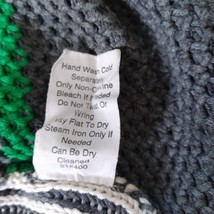 Hand Wash Cold
Separately
Only Non-Chlorine
Bleach If Needed
Do Not Twist Or
Wring
Lay Flat To Dry
Steam Iron Only If
Needed
Can Be Dry
Cleaned